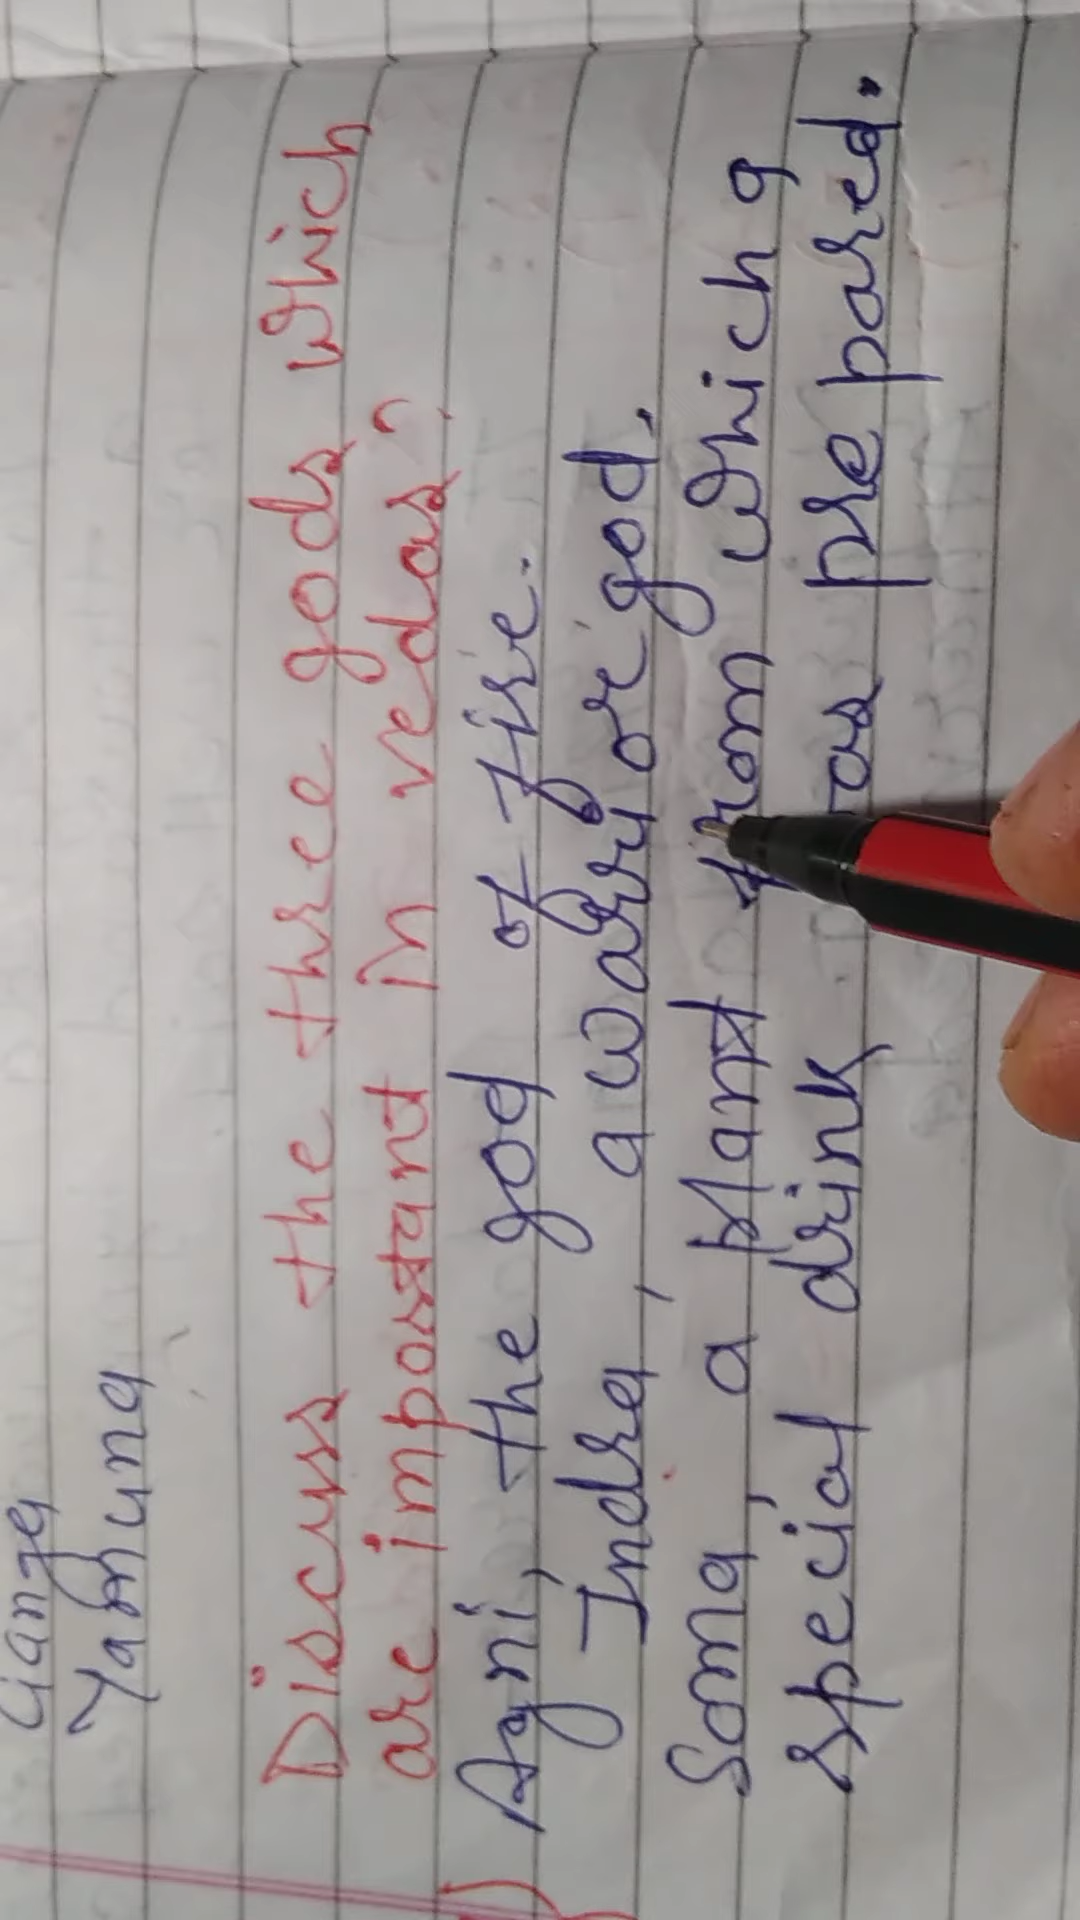 Ganga
Yamuna
Discuss the three gods which
are important in vedas?
Agni, the god of fire.
Indra, a warrior god.
Soma, a plant from which a
special drink was prepared.